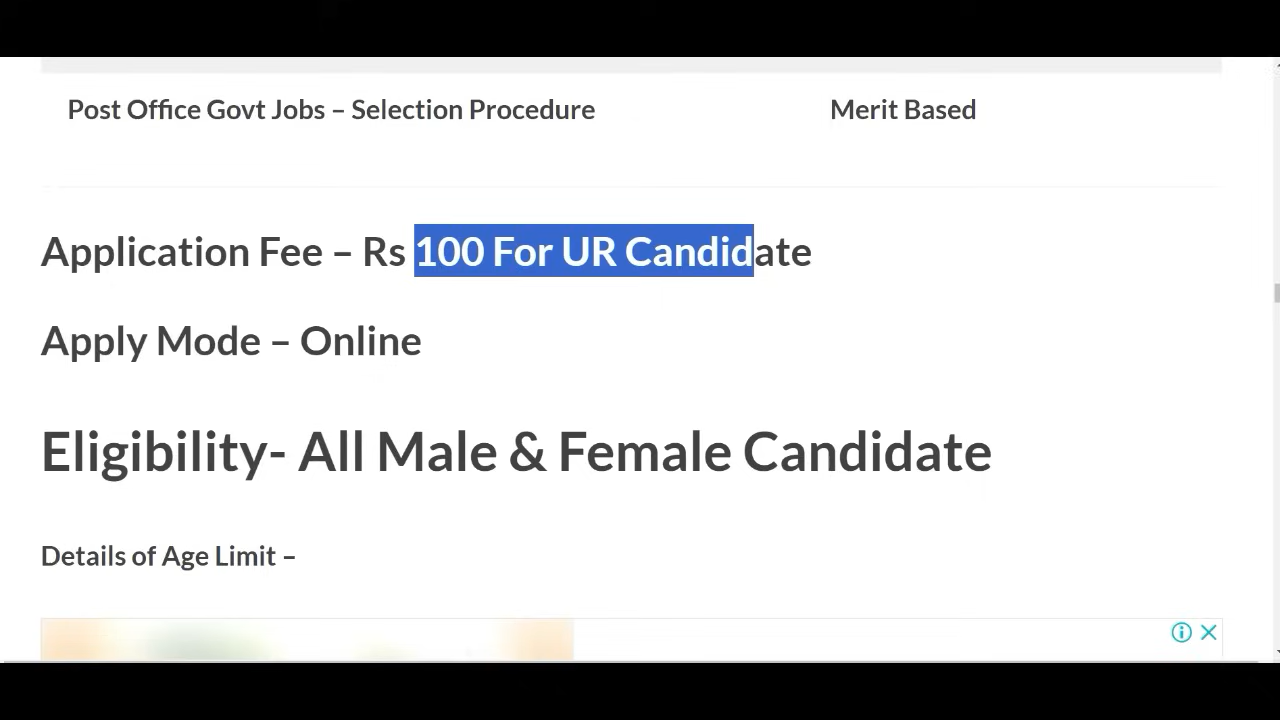 Post Office Govt Jobs – Selection Procedure Merit Based
Application Fee – Rs 100 For UR Candidate
Apply Mode – Online
Eligibility- All Male & Female Candidate
Details of Age Limit –